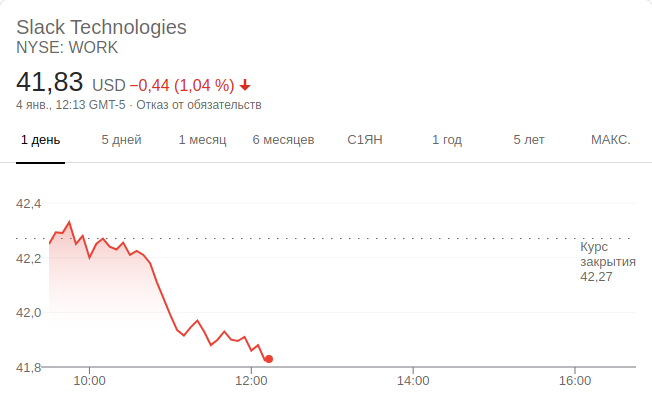 Slack Technologies
NYSE: WORK
41,83 USD −0,44 (1,04 %)
4 янв., 12:13 GMT-5 · Отказ от обязательств
1 день 5 дней 1 месяц 6 месяцев С1ЯН 1 год 5 лет МАКС.
42,4
Курс
закрытия
42,27
42,2
42,0
41,8
10:00 12:00 14:00 16:00